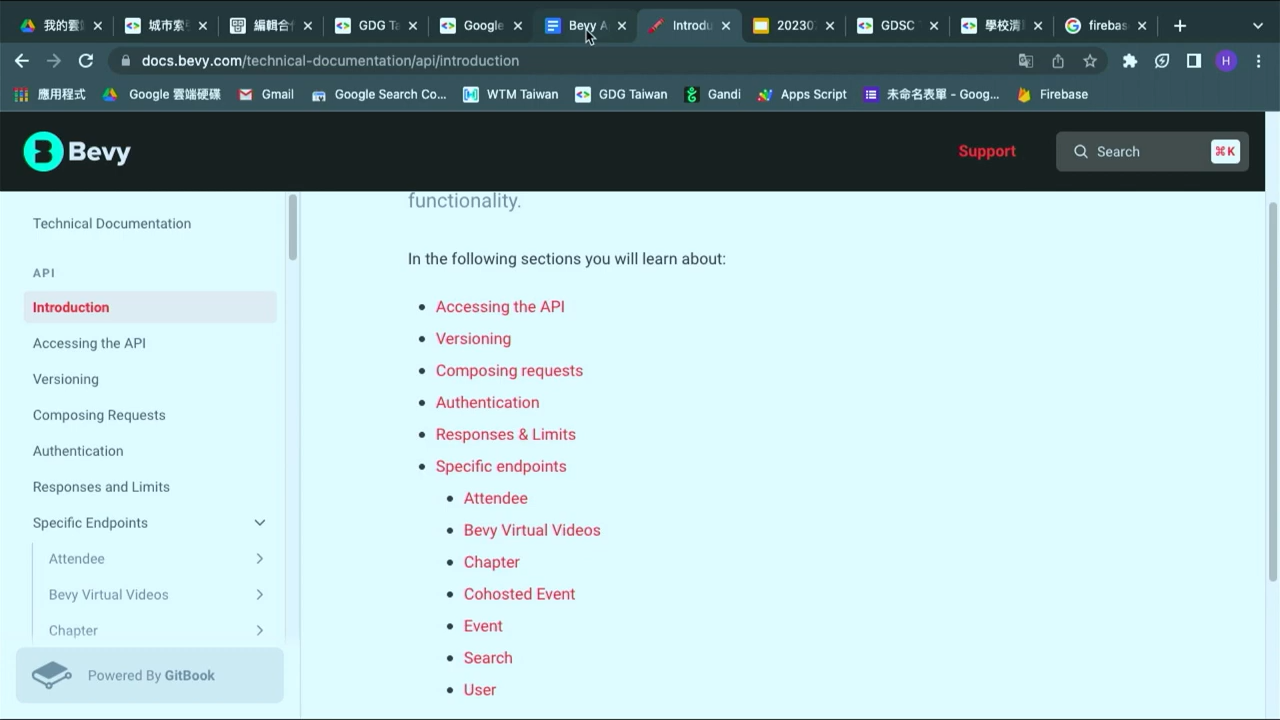 我的雲
城市索
編輯合
GDG Ta
Google
Bevy A
Introdu
20230
GDSC
學校清
firebas
docs.bevy.com/technical-documentation/api/introduction
H
應用程式
Google 雲端硬碟
Gmail
Google Search Co...
WTM Taiwan
GDG Taiwan
Gandi
Apps Script
未命名表單 - Goog...
Firebase
Bevy
Support
Search
⌘K
Technical Documentation
API
Introduction
Accessing the API
Versioning
Composing Requests
Authentication
Responses and Limits
Specific Endpoints
Attendee
Bevy Virtual Videos
Chapter
Powered By GitBook
functionality.
In the following sections you will learn about:
• Accessing the API
• Versioning
• Composing requests
• Authentication
• Responses & Limits
• Specific endpoints
• Attendee
• Bevy Virtual Videos
• Chapter
• Cohosted Event
• Event
• Search
• User